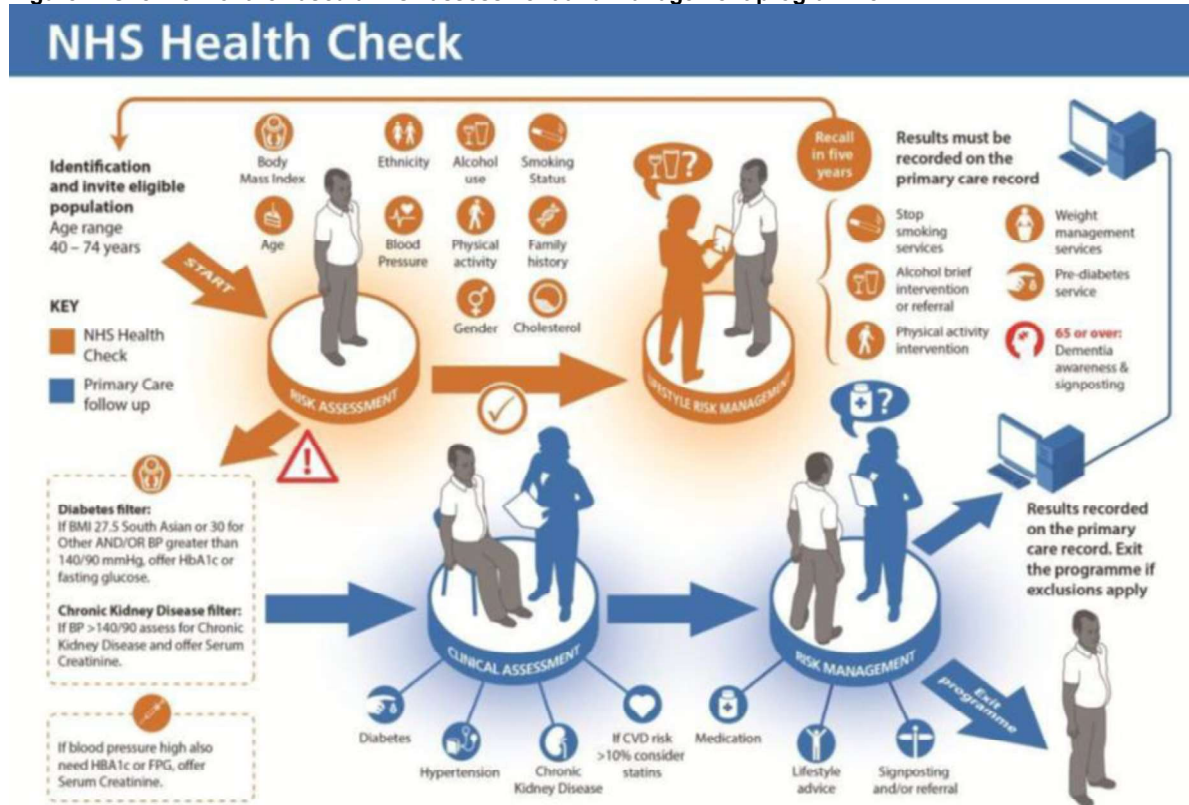 NHS Health Check
Identification
and invite eligible
population
Age range
40 – 74 years
START
KEY
NHS Health
Check
Primary Care
follow up
Body
Mass Index
Ethnicity
Alcohol
use
Smoking
Status
Age
Blood
Pressure
Physical
activity
Family
history
Gender
Cholesterol
RISK ASSESSMENT
?
LIFESTYLE RISK MANAGEMENT
Recall
in five
years
Results must be
recorded on the
primary care record
Stop
smoking
services
Weight
management
services
Alcohol brief
intervention
or referral
Pre-diabetes
service
Physical activity
intervention
65 or over:
Dementia
awareness &
signposting
!
Diabetes filter:
If BMI 27.5 South Asian or 30 for
Other AND/OR BP greater than
140/90 mmHg, offer HbA1c or
fasting glucose.
Chronic Kidney Disease filter:
If BP >140/90 assess for Chronic
Kidney Disease and offer Serum
Creatinine.
If blood pressure high also
need HBA1c or FPG, offer
Serum Creatinine.
CLINICAL ASSESSMENT
Diabetes
Hypertension
Chronic
Kidney Disease
If CVD risk
>10% consider
statins
?
RISK MANAGEMENT
Medication
Lifestyle
advice
Signposting
and/or referral
Results recorded
on the primary
care record. Exit
the programme if
exclusions apply
Exit
programme